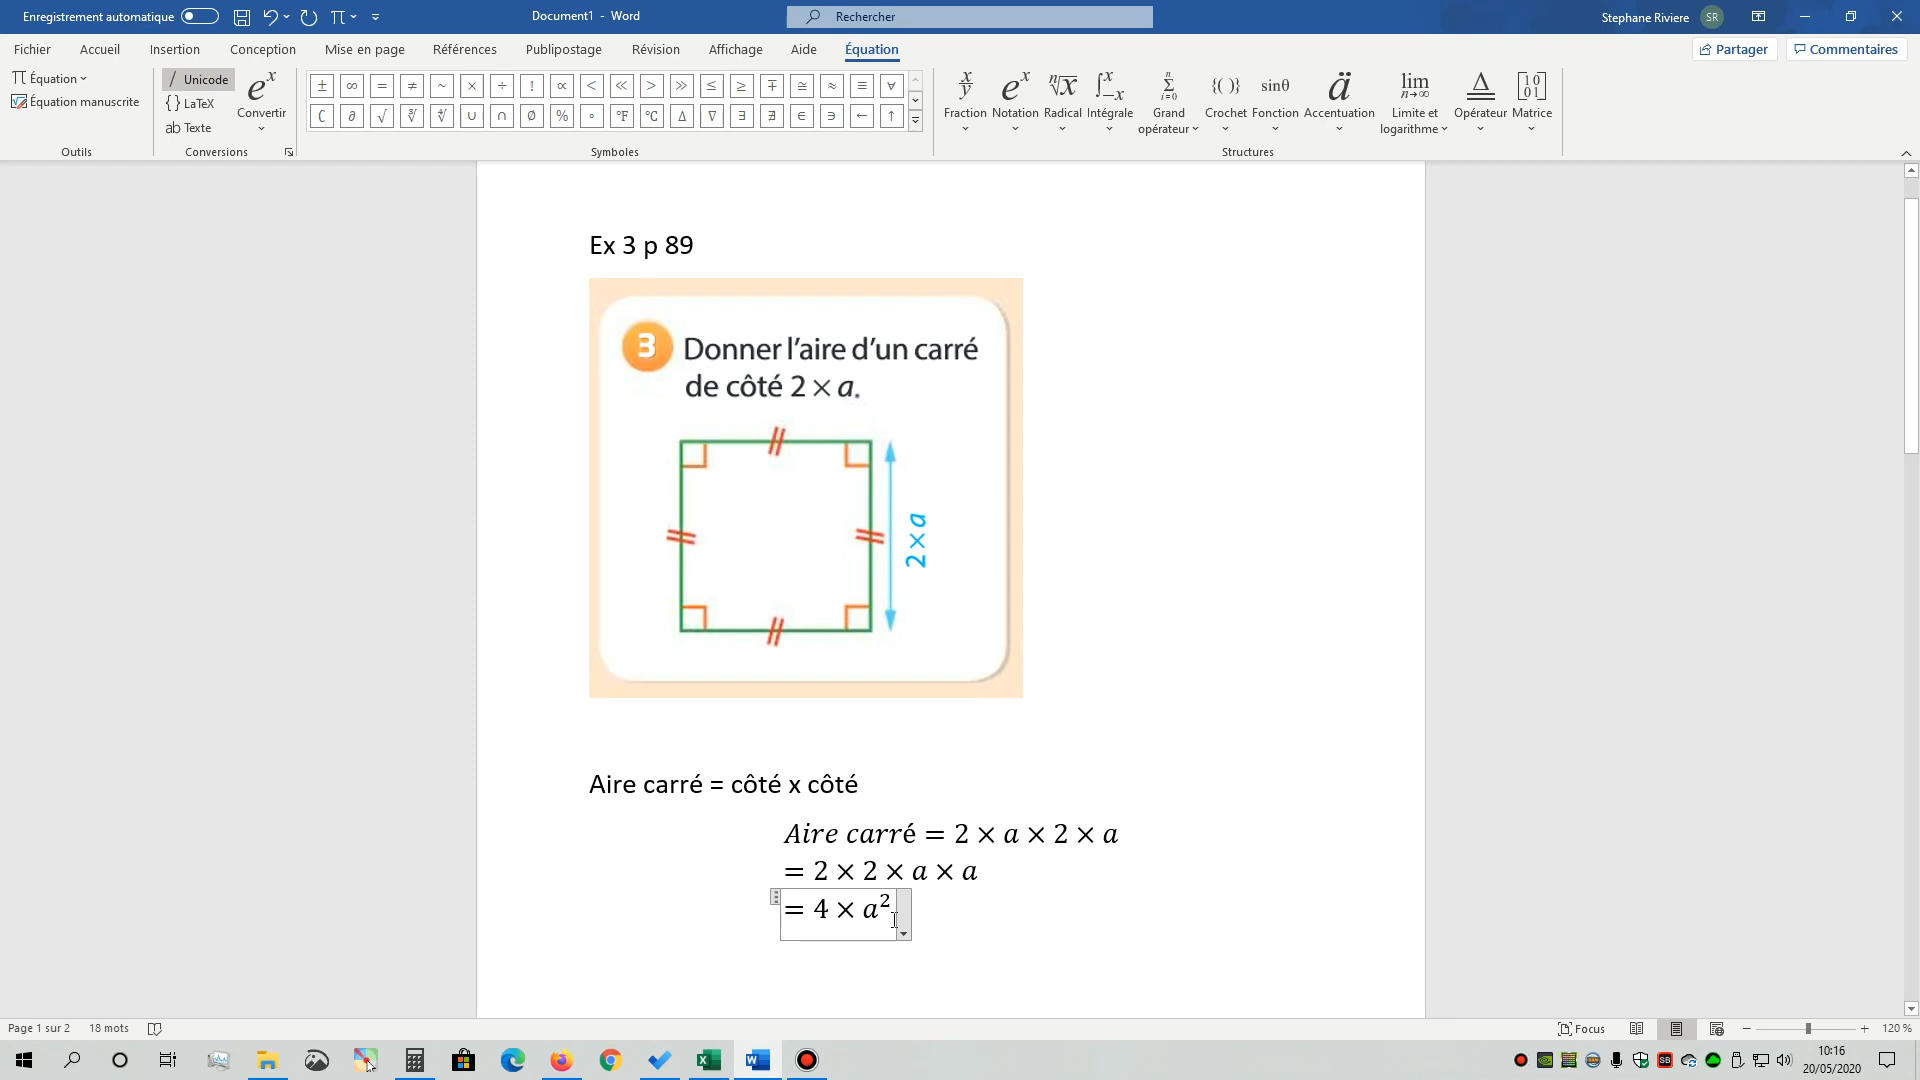 Enregistrement automatique
Document1 - Word
Rechercher
Stephane Riviere
SR
Fichier
Accueil
Insertion
Conception
Mise en page
Références
Publipostage
Révision
Affichage
Aide
Équation
Partager
Commentaires
π Équation
Équation manuscrite
Outils
/ Unicode
{} LaTeX
ab Texte
eˣ
Convertir
Conversions
± ∞ = ≠ ~ × ÷ ! ∝ < ≪ > ≫ ≤ ≥ ∓ ≅ ≈ ≡ ∀
∁ ∂ √ ∛ ∜ ∪ ∩ ∅ % ° °F °C ∆ ∇ ∃ ∄ ∈ ∋ ← ↑
Symboles
Fraction
Notation
Radical
Intégrale
Grand opérateur
Crochet
sinθ
Fonction
ä
Accentuation
lim n→∞
Limite et logarithme
Opérateur
Matrice
Structures
Ex 3 p 89
3 Donner l'aire d'un carré
de côté 2 × a.
2 × a
Aire carré = côté x côté
Aire carré = 2 × a × 2 × a
= 2 × 2 × a × a
= 4 × a²
Page 1 sur 2
18 mots
Focus
120 %
10:16
20/05/2020